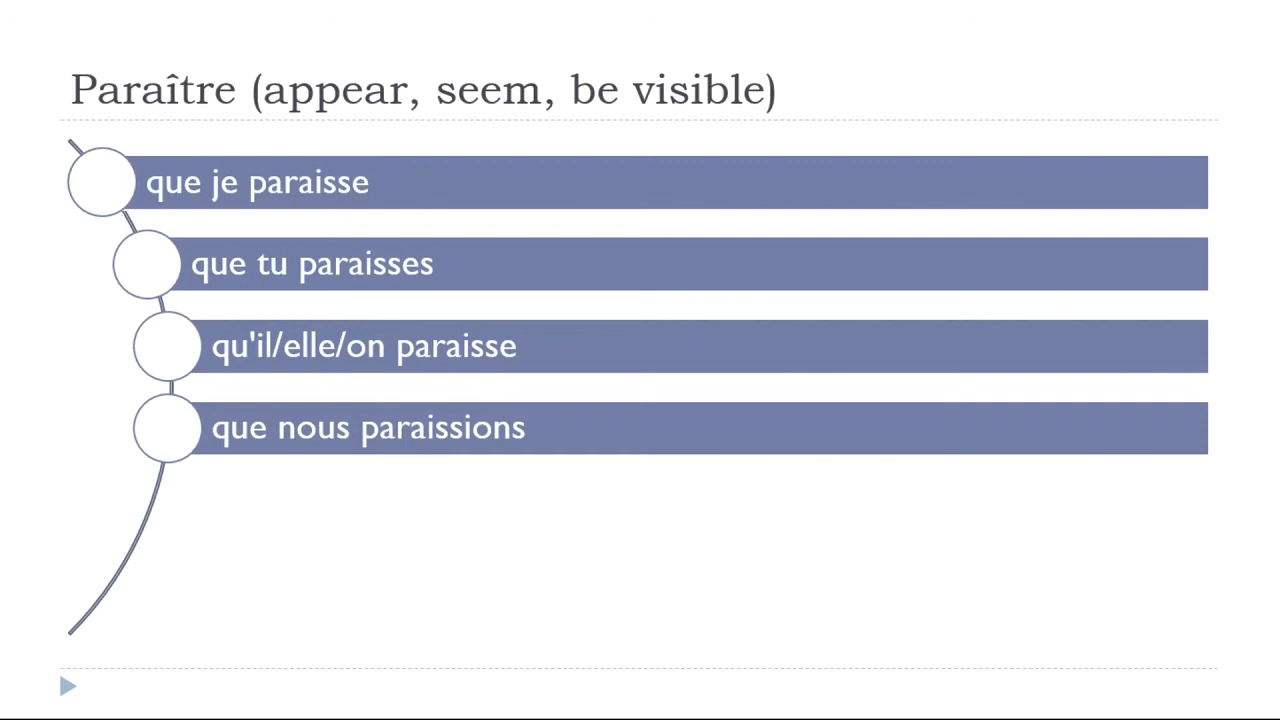 Paraître (appear, seem, be visible)
que je paraisse
que tu paraisses
qu'il/elle/on paraisse
que nous paraissions